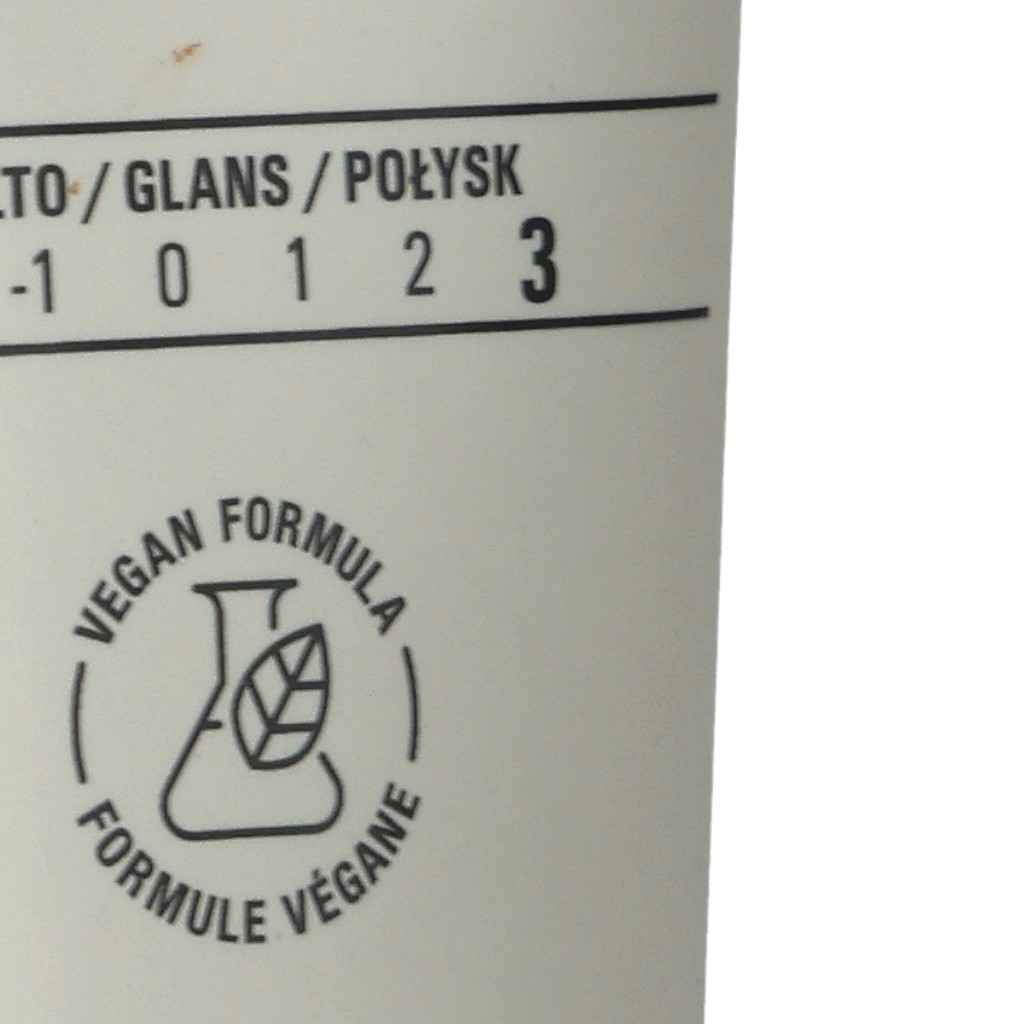 / GLANS / POŁYSK
-1 0 1 2 3
VEGAN FORMULA
FORMULE VÉGANE